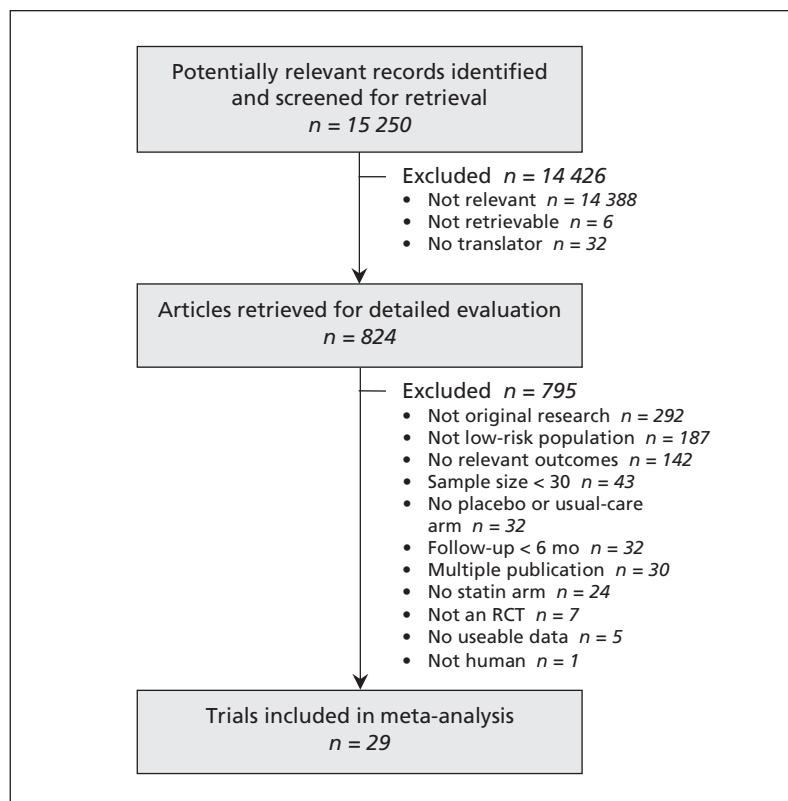 Potentially relevant records identified
and screened for retrieval
n = 15 250
Excluded n = 14 426
• Not relevant n = 14 388
• Not retrievable n = 6
• No translator n = 32
Articles retrieved for detailed evaluation
n = 824
Excluded n = 795
• Not original research n = 292
• Not low-risk population n = 187
• No relevant outcomes n = 142
• Sample size < 30 n = 43
• No placebo or usual-care
arm n = 32
• Follow-up < 6 mo n = 32
• Multiple publication n = 30
• No statin arm n = 24
• Not an RCT n = 7
• No useable data n = 5
• Not human n = 1
Trials included in meta-analysis
n = 29